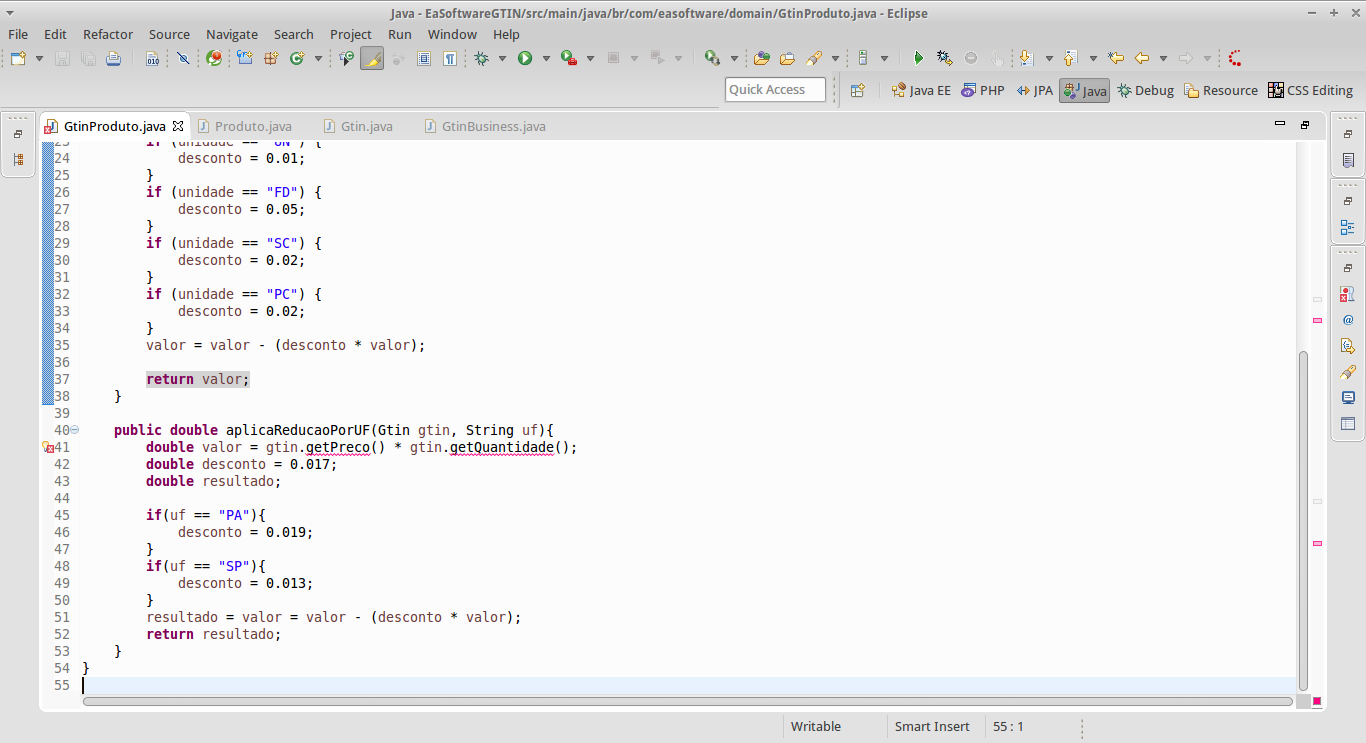 Java - EaSoftwareGTIN/src/main/java/br/com/easoftware/domain/GtinProduto.java - Eclipse
File Edit Refactor Source Navigate Search Project Run Window Help
Quick Access Java EE PHP JPA Java Debug Resource CSS Editing
GtinProduto.java Produto.java Gtin.java GtinBusiness.java
23 if (unidade == "UN") {
24 desconto = 0.01;
25 }
26 if (unidade == "FD") {
27 desconto = 0.05;
28 }
29 if (unidade == "SC") {
30 desconto = 0.02;
31 }
32 if (unidade == "PC") {
33 desconto = 0.02;
34 }
35 valor = valor - (desconto * valor);
36
37 return valor;
38 }
39
40 public double aplicaReducaoPorUF(Gtin gtin, String uf){
41 double valor = gtin.getPreco() * gtin.getQuantidade();
42 double desconto = 0.017;
43 double resultado;
44
45 if(uf == "PA"){
46 desconto = 0.019;
47 }
48 if(uf == "SP"){
49 desconto = 0.013;
50 }
51 resultado = valor = valor - (desconto * valor);
52 return resultado;
53 }
54 }
55
Writable Smart Insert 55 : 1